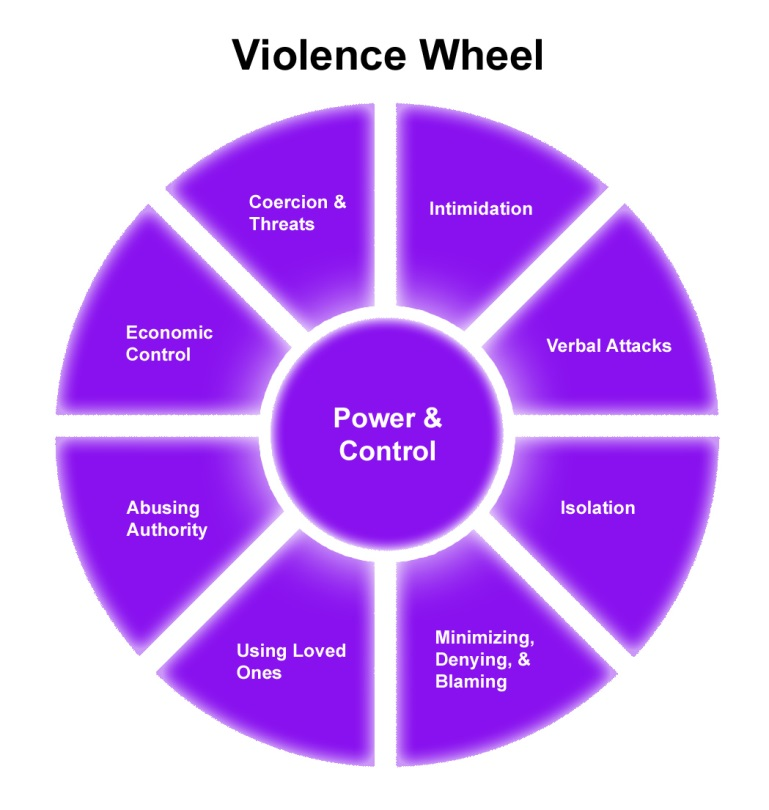 Violence Wheel
Coercion &
Threats
Intimidation
Verbal Attacks
Isolation
Minimizing,
Denying, &
Blaming
Using Loved
Ones
Abusing
Authority
Economic
Control
Power &
Control